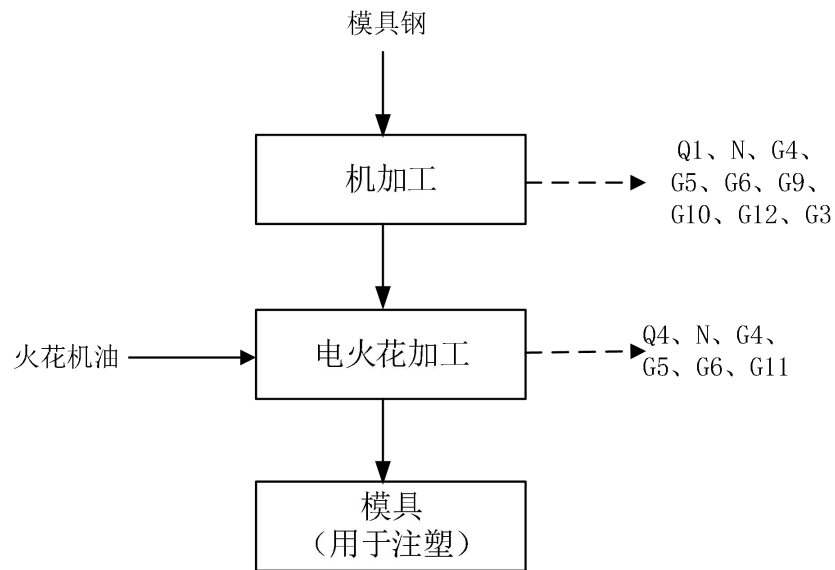 模具钢
机加工
Q1、N、G4、
G5、G6、G9、
G10、G12、G3
火花机油
电火花加工
Q4、N、G4、
G5、G6、G11
模具
（用于注塑）